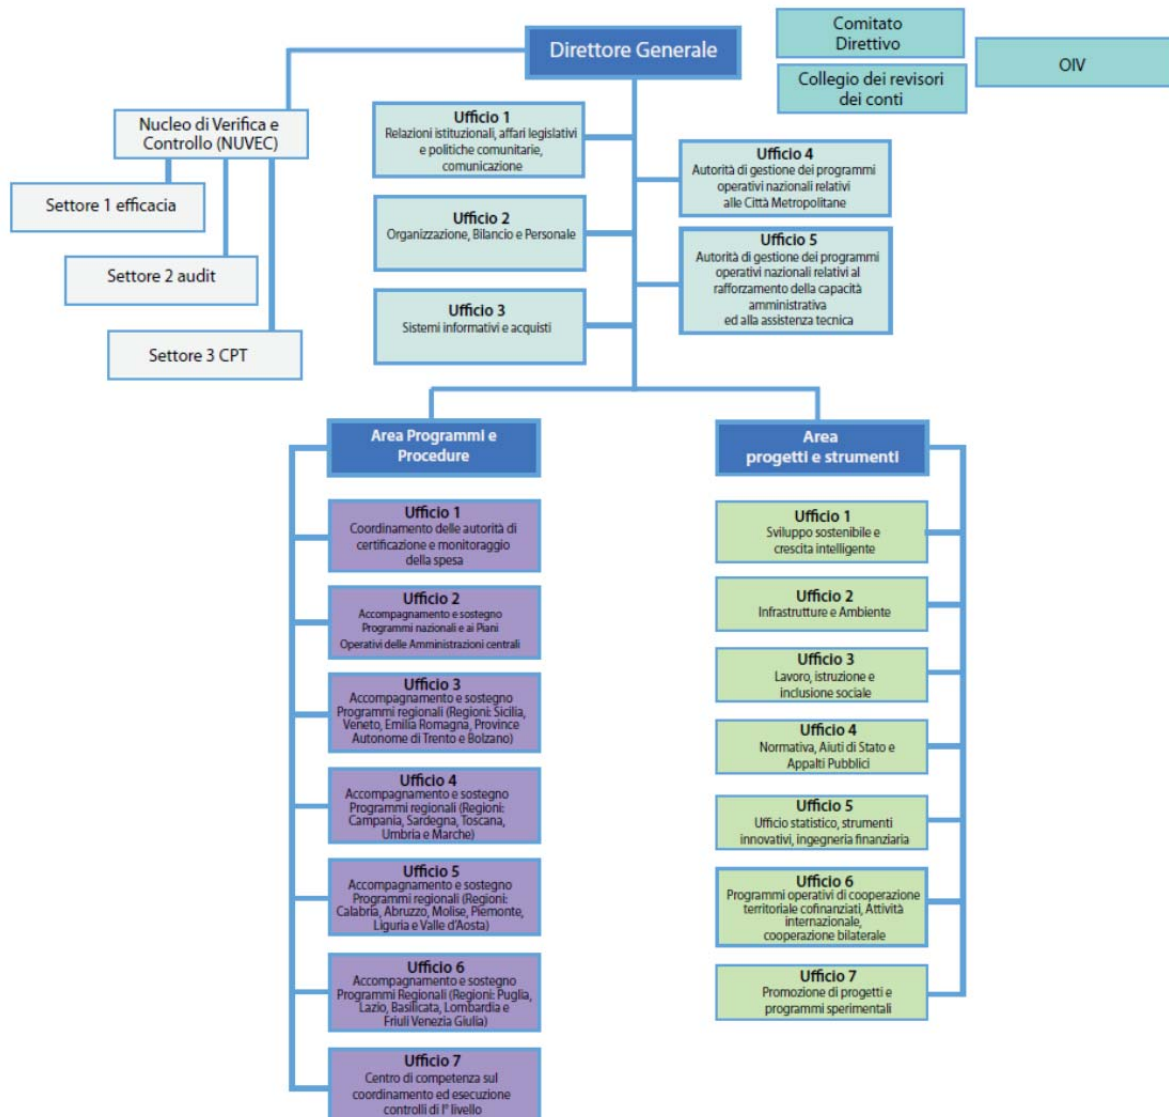 Direttore Generale
Comitato
Direttivo
Collegio dei revisori
dei conti
OIV
Nucleo di Verifica e
Controllo (NUVEC)
Settore 1 efficacia
Settore 2 audit
Settore 3 CPT
Ufficio 1
Relazioni istituzionali, affari legislativi
e politiche comunitarie,
comunicazione
Ufficio 2
Organizzazione, Bilancio e Personale
Ufficio 3
Sistemi informativi e acquisti
Ufficio 4
Autorità di gestione dei programmi
operativi nazionali relativi
alle Città Metropolitane
Ufficio 5
Autorità di gestione dei programmi
operativi nazionali relativi al
rafforzamento della capacità
amministrativa
ed alla assistenza tecnica
Area Programmi e
Procedure
Ufficio 1
Coordinamento delle autorità di
certificazione e monitoraggio
della spesa
Ufficio 2
Accompagnamento e sostegno
Programmi nazionali e ai Piani
Operativi delle Amministrazioni centrali
Ufficio 3
Accompagnamento e sostegno
Programmi regionali (Regioni: Sicilia,
Veneto, Emilia Romagna, Province
Autonome di Trento e Bolzano)
Ufficio 4
Accompagnamento e sostegno
Programmi regionali (Regioni:
Campania, Sardegna, Toscana,
Umbria e Marche)
Ufficio 5
Accompagnamento e sostegno
Programmi regionali (Regioni:
Calabria, Abruzzo, Molise, Piemonte,
Liguria e Valle d'Aosta)
Ufficio 6
Accompagnamento e sostegno
Programmi Regionali (Regioni: Puglia,
Lazio, Basilicata, Lombardia e
Friuli Venezia Giulia)
Ufficio 7
Centro di competenza sul
coordinamento ed esecuzione
controlli di I° livello
Area
progetti e strumenti
Ufficio 1
Sviluppo sostenibile e
crescita intelligente
Ufficio 2
Infrastrutture e Ambiente
Ufficio 3
Lavoro, istruzione e
inclusione sociale
Ufficio 4
Normativa, Aiuti di Stato e
Appalti Pubblici
Ufficio 5
Ufficio statistico, strumenti
innovativi, ingegneria finanziaria
Ufficio 6
Programmi operativi di cooperazione
territoriale cofinanziati, Attività
internazionale,
cooperazione bilaterale
Ufficio 7
Promozione di progetti e
programmi sperimentali